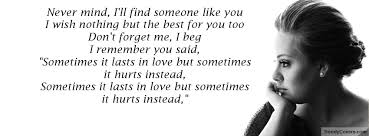 Never mind, I'll find someone like you
I wish nothing but the best for you too
Don't forget me, I beg
I remember you said,
"Sometimes it lasts in love but sometimes
it hurts instead,
Sometimes it lasts in love but sometimes
it hurts instead,"
TrendyCovers.com